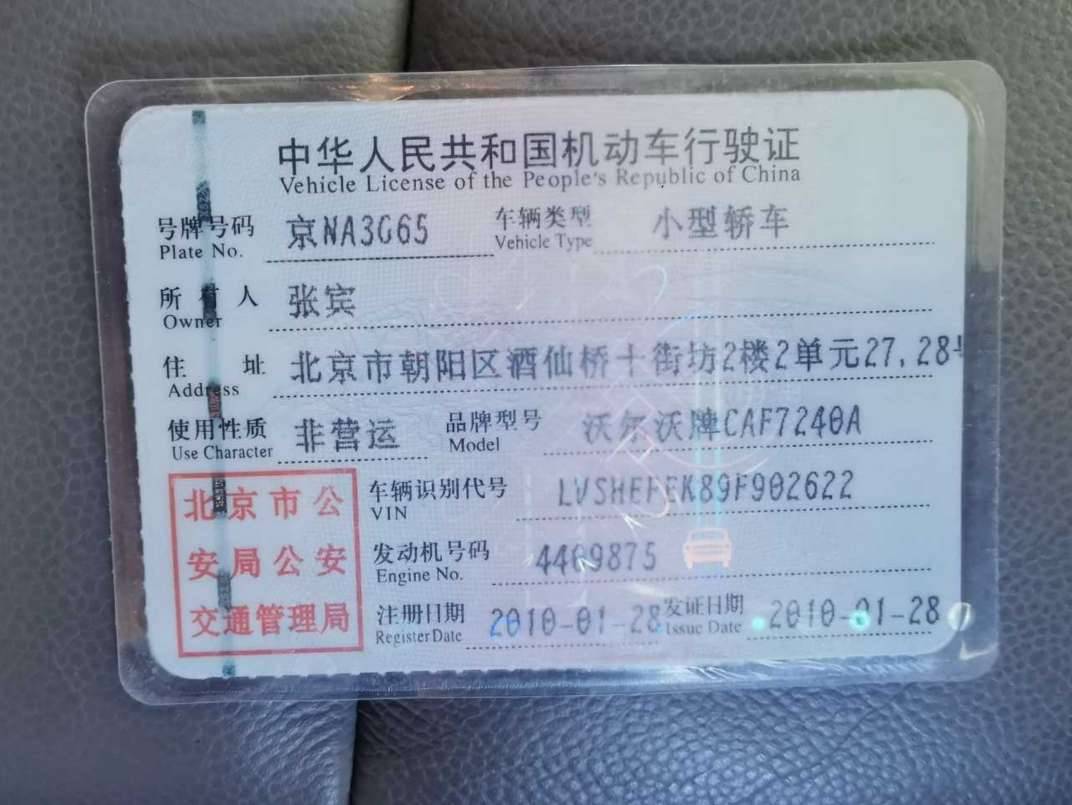 中华人民共和国机动车行驶证
Vehicle License of the People's Republic of China
号牌号码 京NA3G65 车辆类型 小型轿车
Plate No. Vehicle Type
所有人 张宾
Owner
住址 北京市朝阳区酒仙桥十街坊2楼2单元27,28号
Address
使用性质 非营运 品牌型号 沃尔沃牌CAF7240A
Use Character Model
北京市公
安局公安
交通管理局
车辆识别代号 LVSHEFEK89F902622
VIN
发动机号码 4409875
Engine No.
注册日期 2010-01-28 发证日期 2010-01-28
Register Date Issue Date